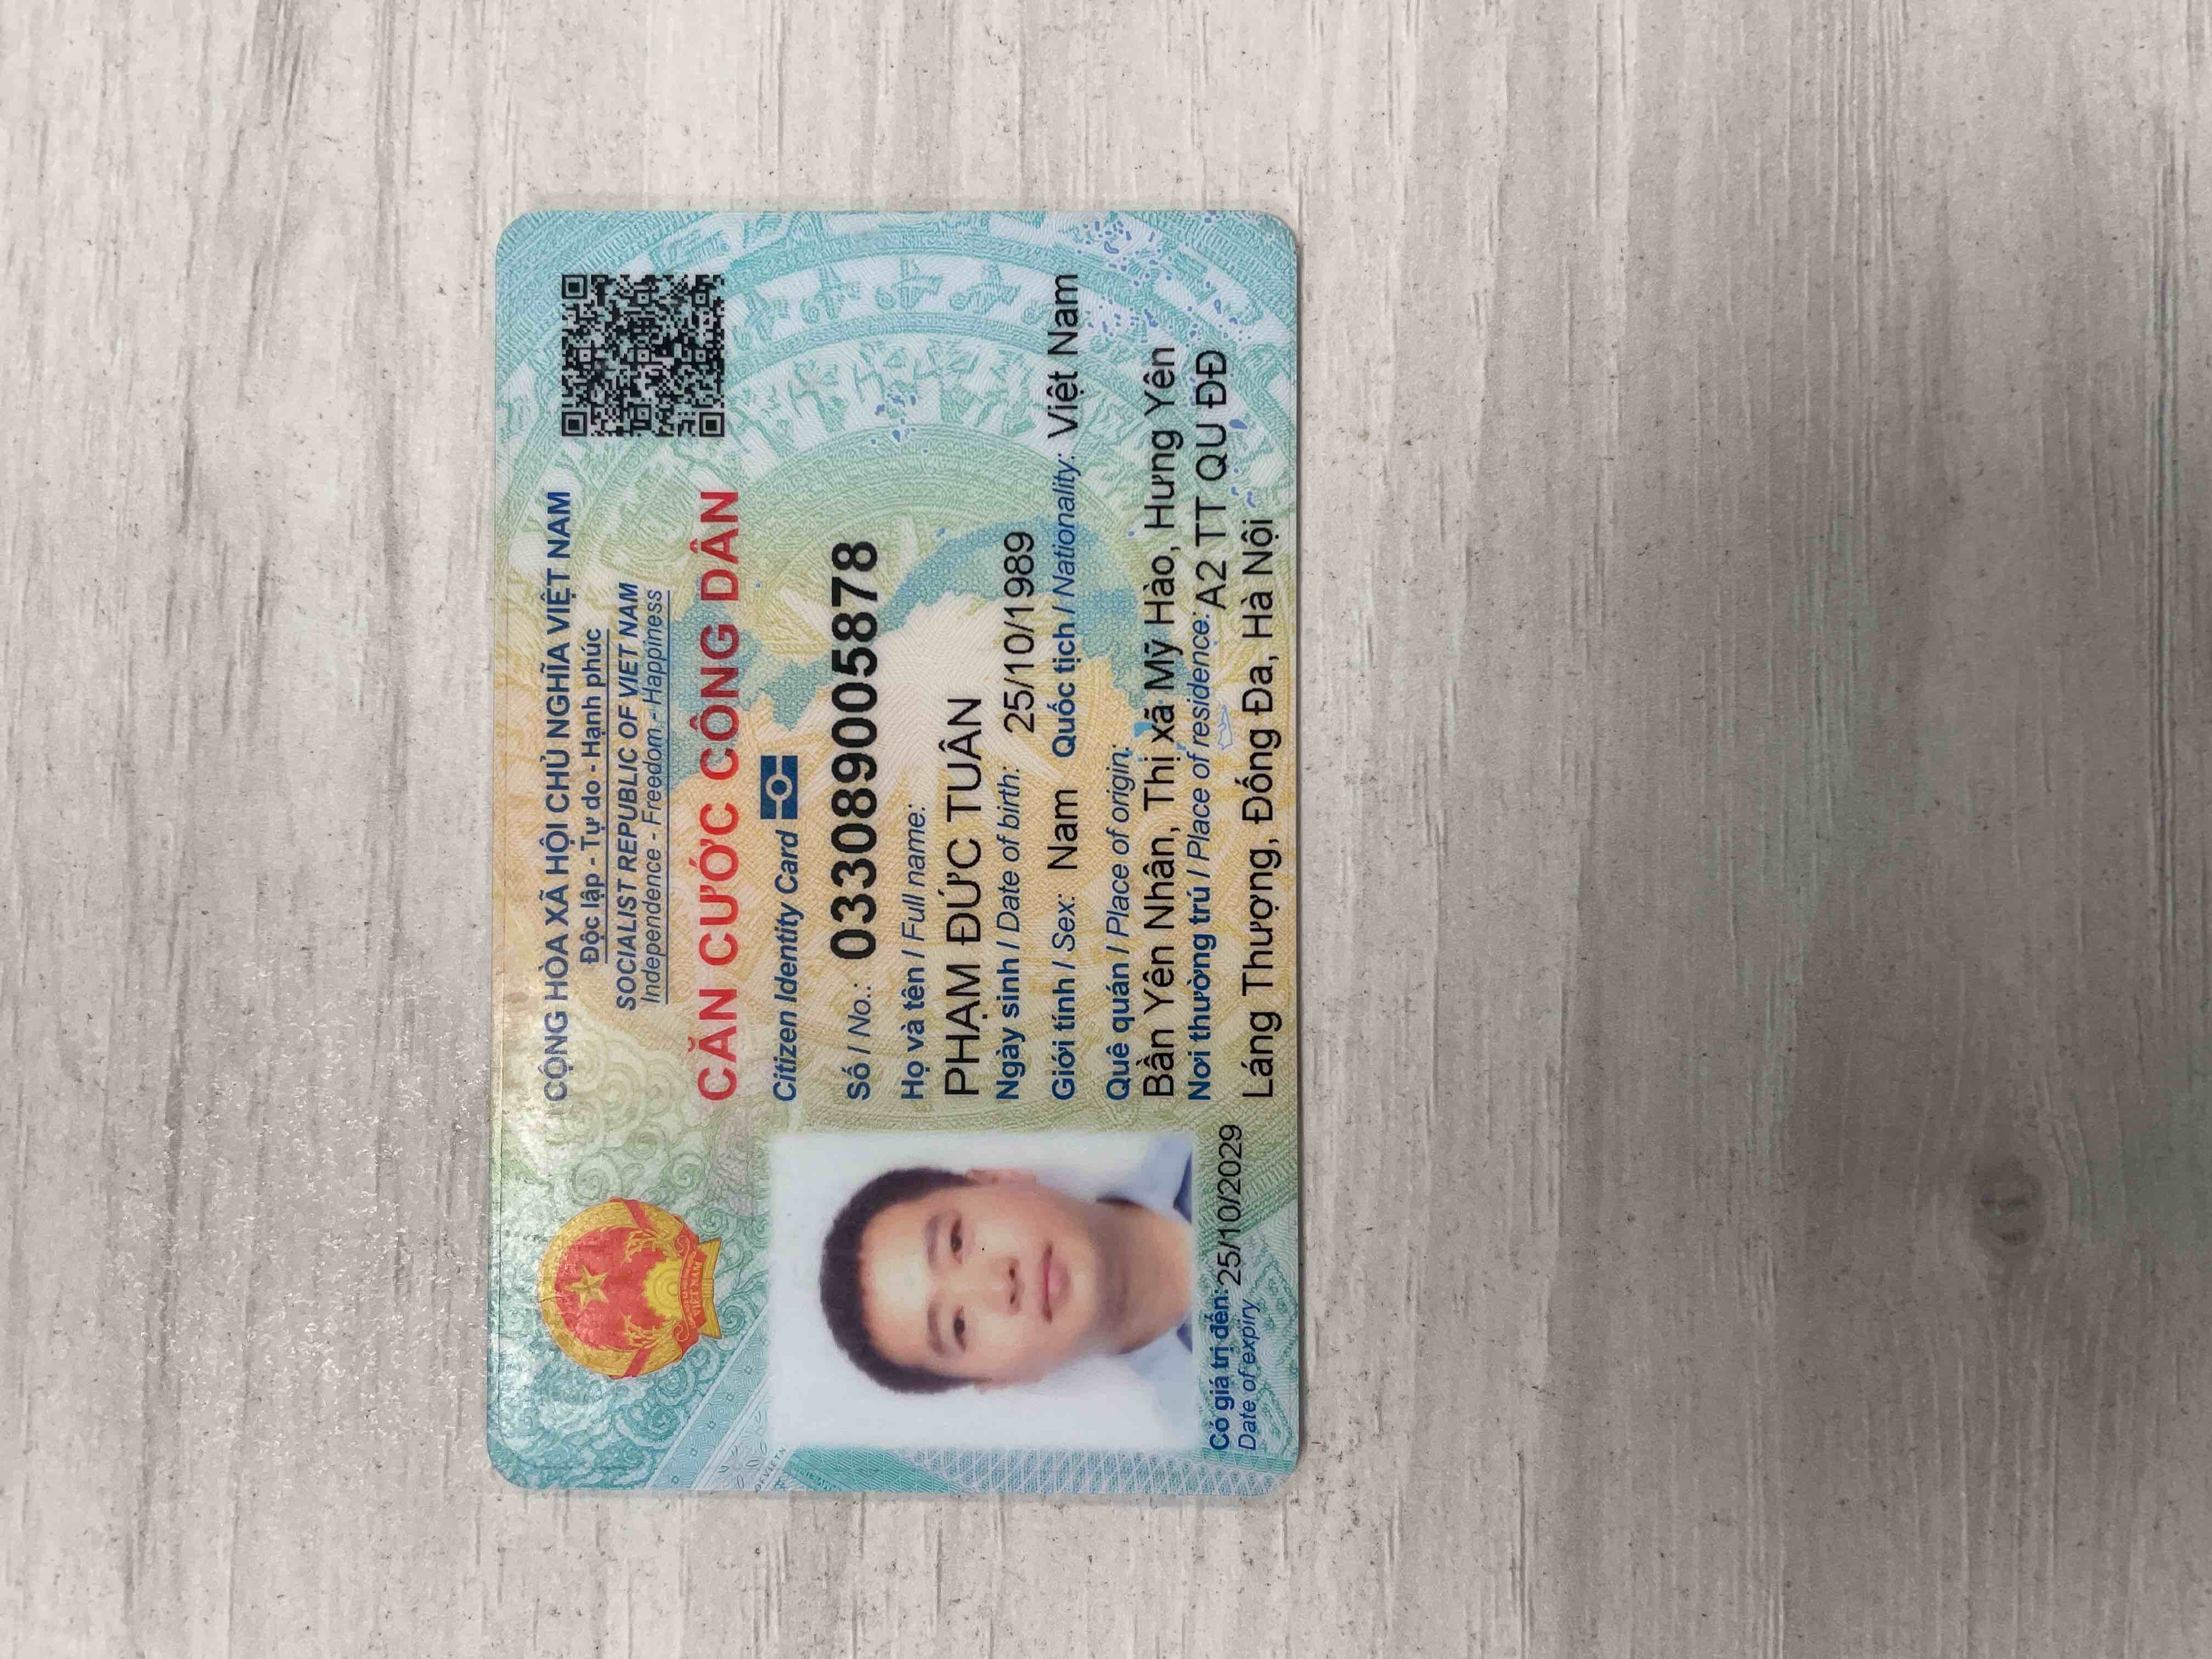 CỘNG HÒA XÃ HỘI CHỦ NGHĨA VIỆT NAM
Độc lập - Tự do - Hạnh phúc
SOCIALIST REPUBLIC OF VIET NAM
Independence - Freedom - Happiness
CĂN CƯỚC CÔNG DÂN
Citizen Identity Card
Số / No.: 033089005878
Họ và tên / Full name:
PHẠM ĐỨC TUÂN
Ngày sinh / Date of birth: 25/10/1989
Giới tính / Sex: Nam Quốc tịch / Nationality: Việt Nam
Quê quán / Place of origin:
Bần Yên Nhân, Thị xã Mỹ Hào, Hưng Yên
Nơi thường trú / Place of residence: A2 TT QU ĐĐ
Láng Thượng, Đống Đa, Hà Nội
Có giá trị đến: 25/10/2029
Date of expiry
VIỆT NAM